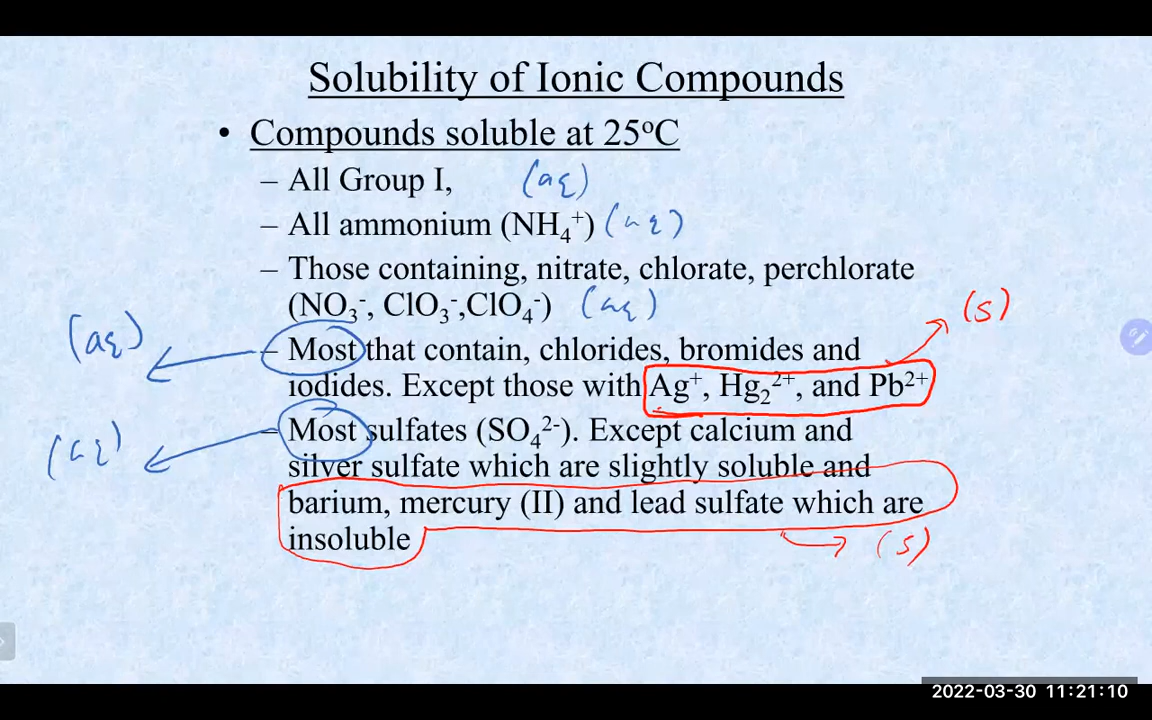 Solubility of Ionic Compounds
• Compounds soluble at 25°C
– All Group I, (aq)
– All ammonium (NH₄⁺) (aq)
– Those containing, nitrate, chlorate, perchlorate
(NO₃⁻, ClO₃⁻,ClO₄⁻) (aq)
(s)
(aq)
– Most that contain, chlorides, bromides and
iodides. Except those with Ag⁺, Hg₂²⁺, and Pb²⁺
(aq)
– Most sulfates (SO₄²⁻). Except calcium and
silver sulfate which are slightly soluble and
barium, mercury (II) and lead sulfate which are
insoluble
(s)
2022-03-30 11:21:10